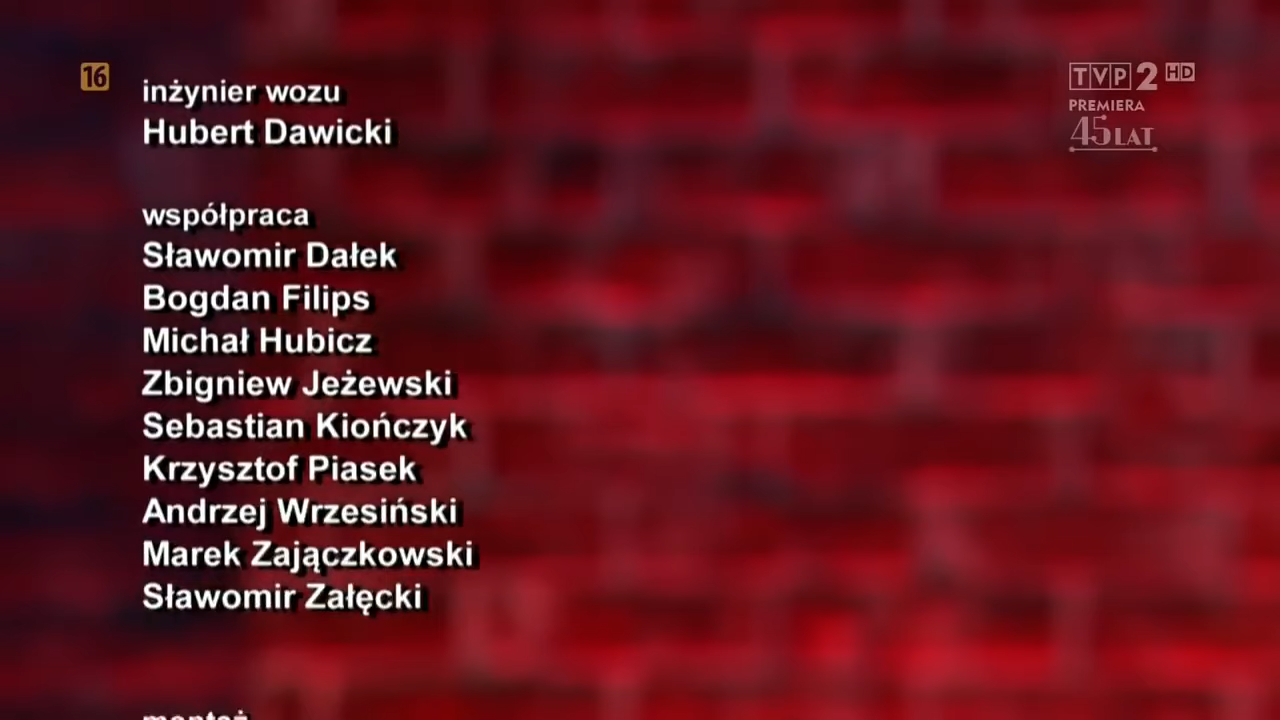 16
inżynier wozu
Hubert Dawicki
TVP 2 HD
PREMIERA
45 LAT
współpraca
Sławomir Dałek
Bogdan Filips
Michał Hubicz
Zbigniew Jeżewski
Sebastian Kiończyk
Krzysztof Piasek
Andrzej Wrzesiński
Marek Zajączkowski
Sławomir Załęcki
montaż